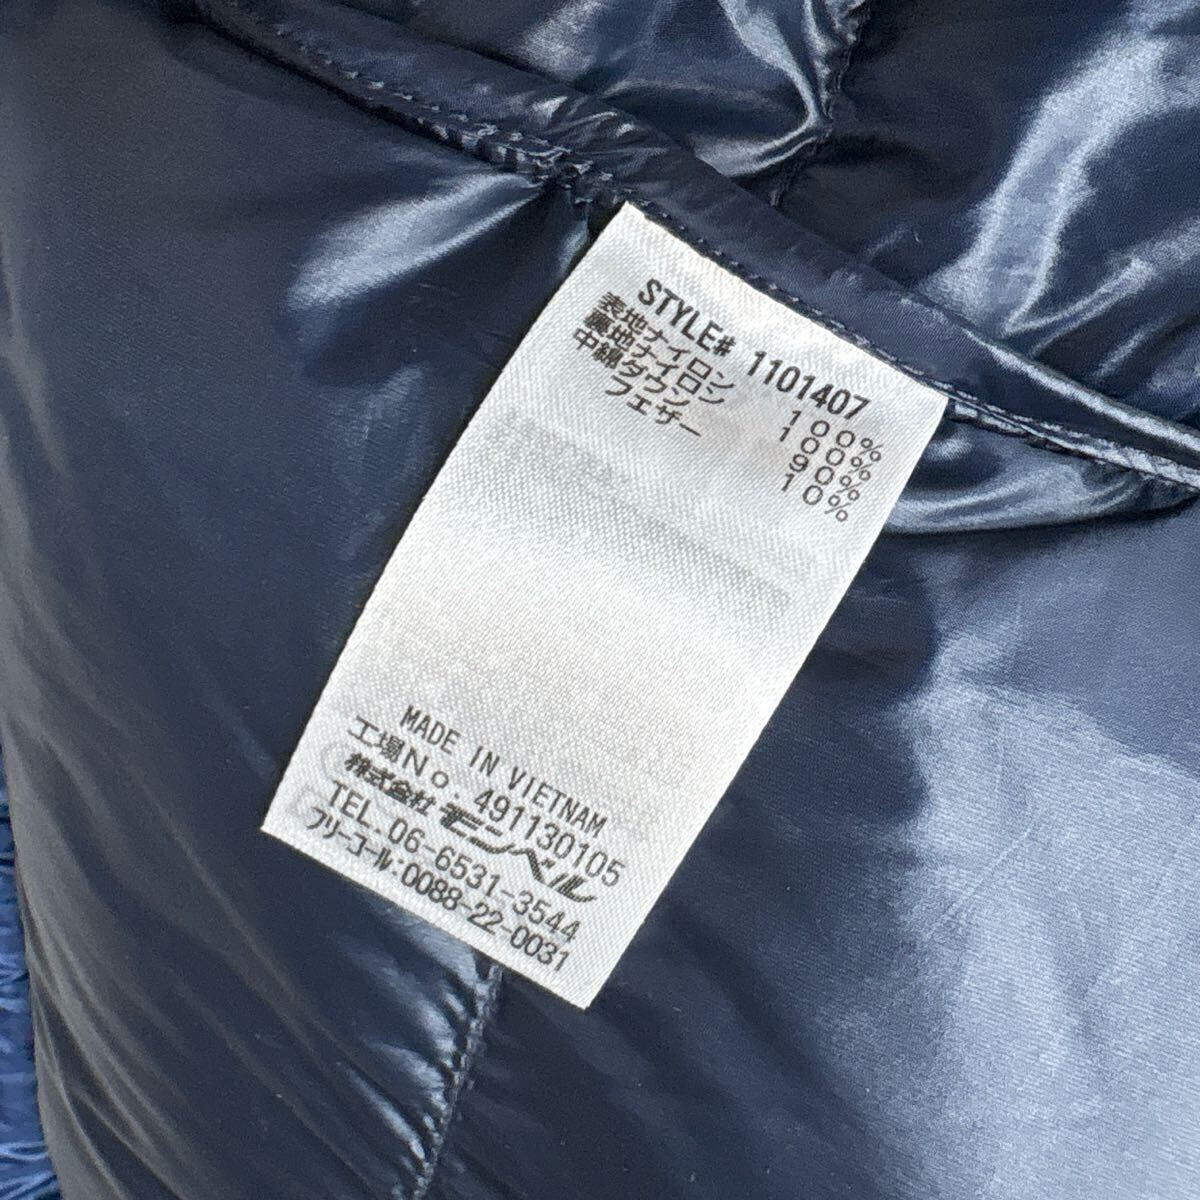 STYLE# 1101407
表地ナイロン 100%
裏地ナイロン 100%
中綿ダウン 90%
フェザー 10%
MADE IN VIETNAM
工場No. 491130105
株式会社 モンベル
TEL 06-6531-3544
フリーコール:0088-22-0031